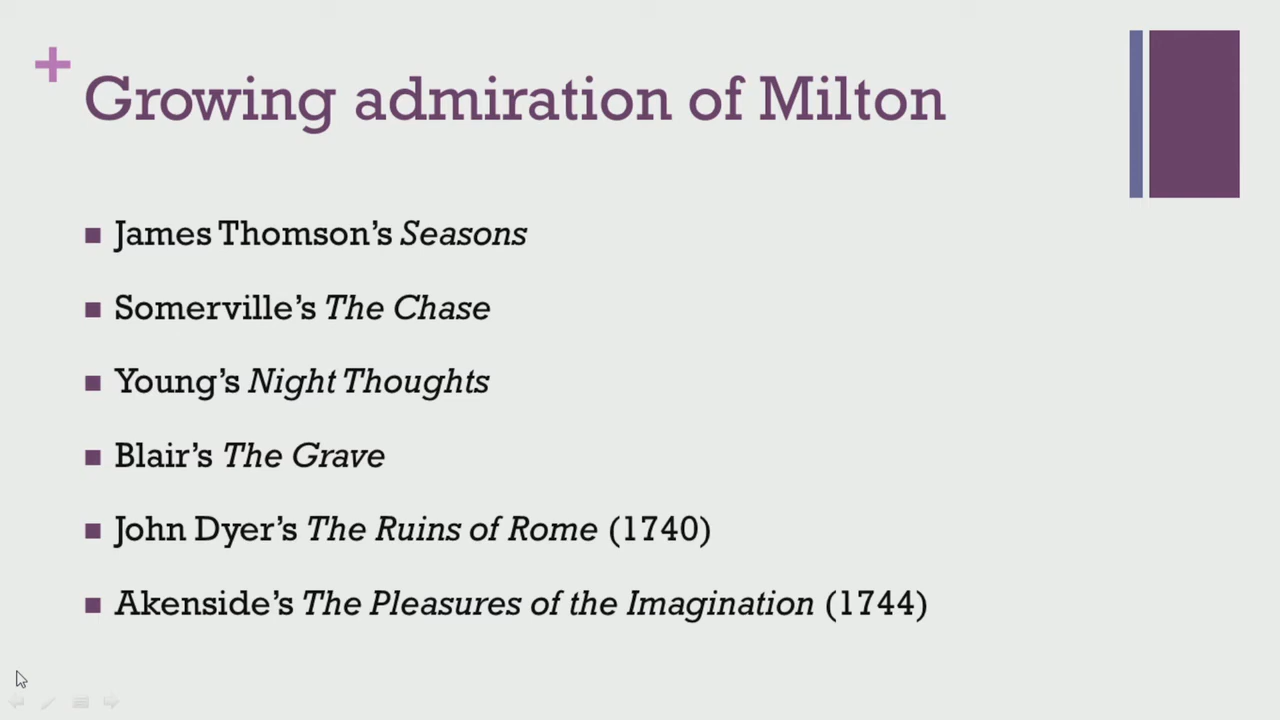 Growing admiration of Milton
James Thomson's Seasons
Somerville's The Chase
Young's Night Thoughts
Blair's The Grave
John Dyer's The Ruins of Rome (1740)
Akenside's The Pleasures of the Imagination (1744)